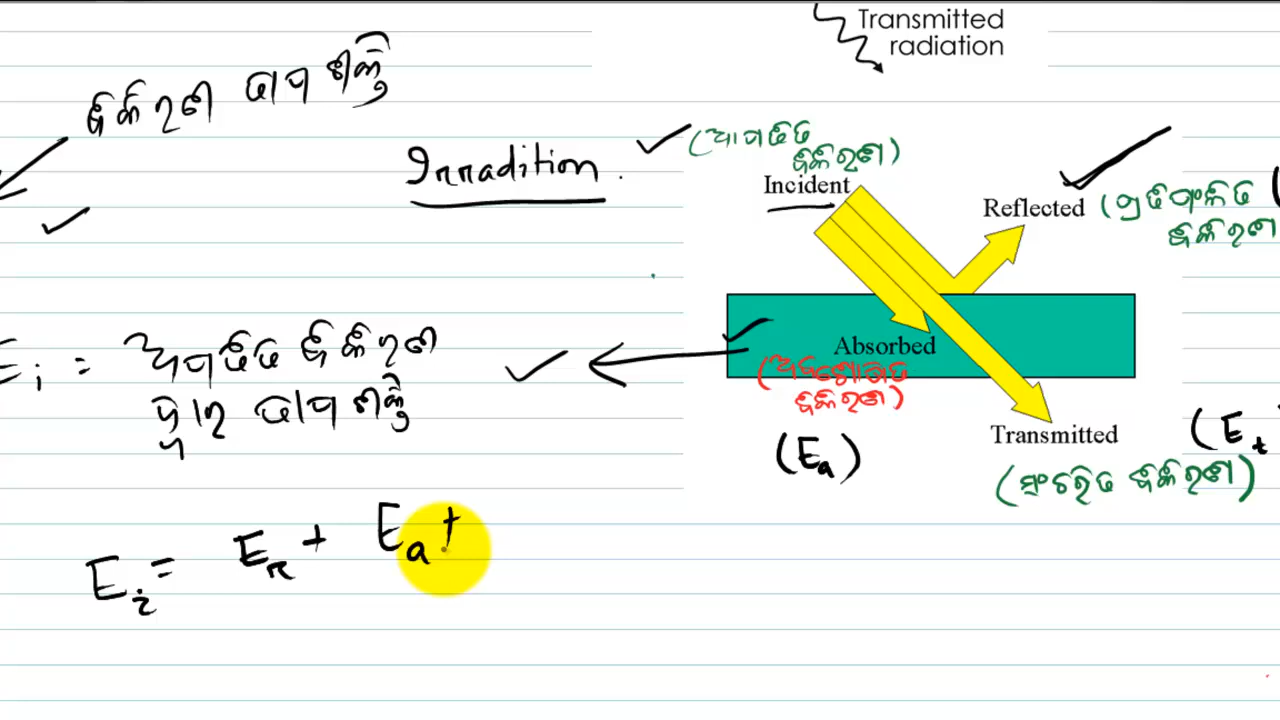 Transmitted
radiation
ବିକିରଣ ତାପ ଶକ୍ତି
Irradition.
(ଆପତିତ
ବିକିରଣ)
Incident
Reflected
(ପ୍ରତିଫଳିତ
ବିକିରଣ
Absorbed
(ଅବଶୋଷିତ
ବିକିରଣ)
(Ea)
Transmitted
(ସଂଚରିତ ବିକିରଣ)
(Et
Ei = ଆପତିତ ବିକିରଣ
ତାପ ଶକ୍ତି
Ei = Er + Ea +